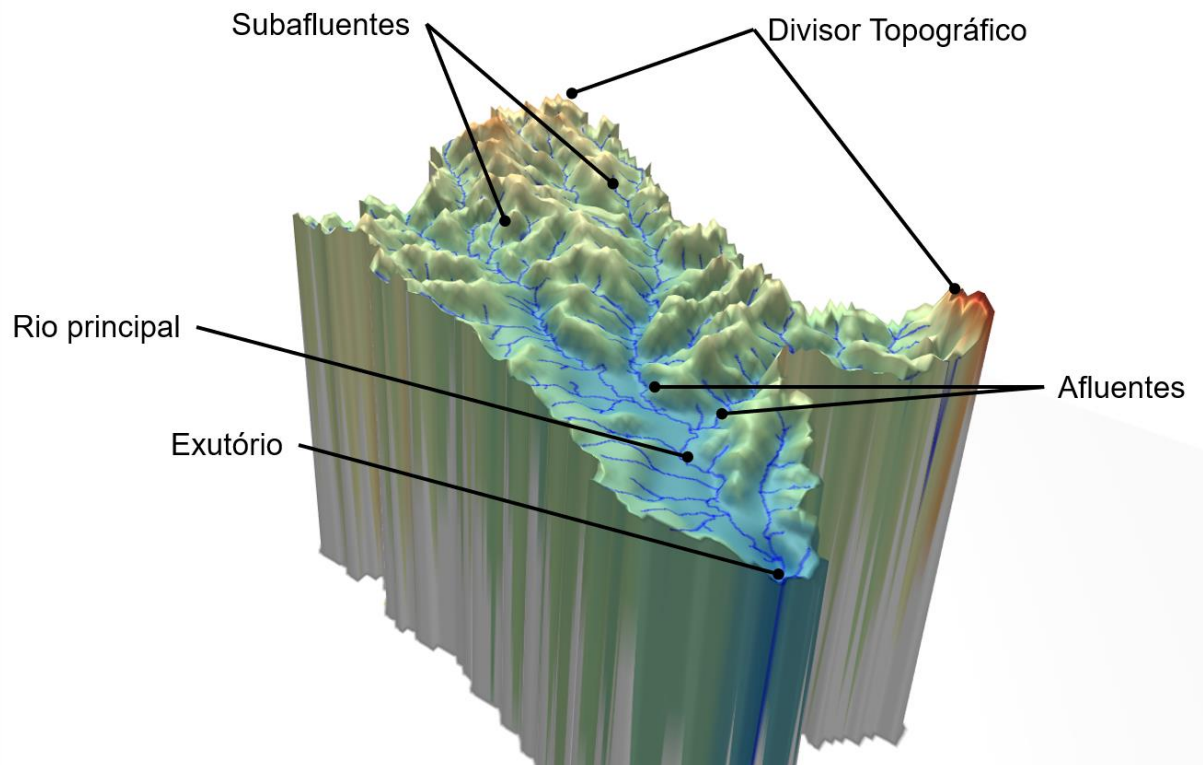 Subafluentes
Divisor Topográfico
Rio principal
Afluentes
Exutório